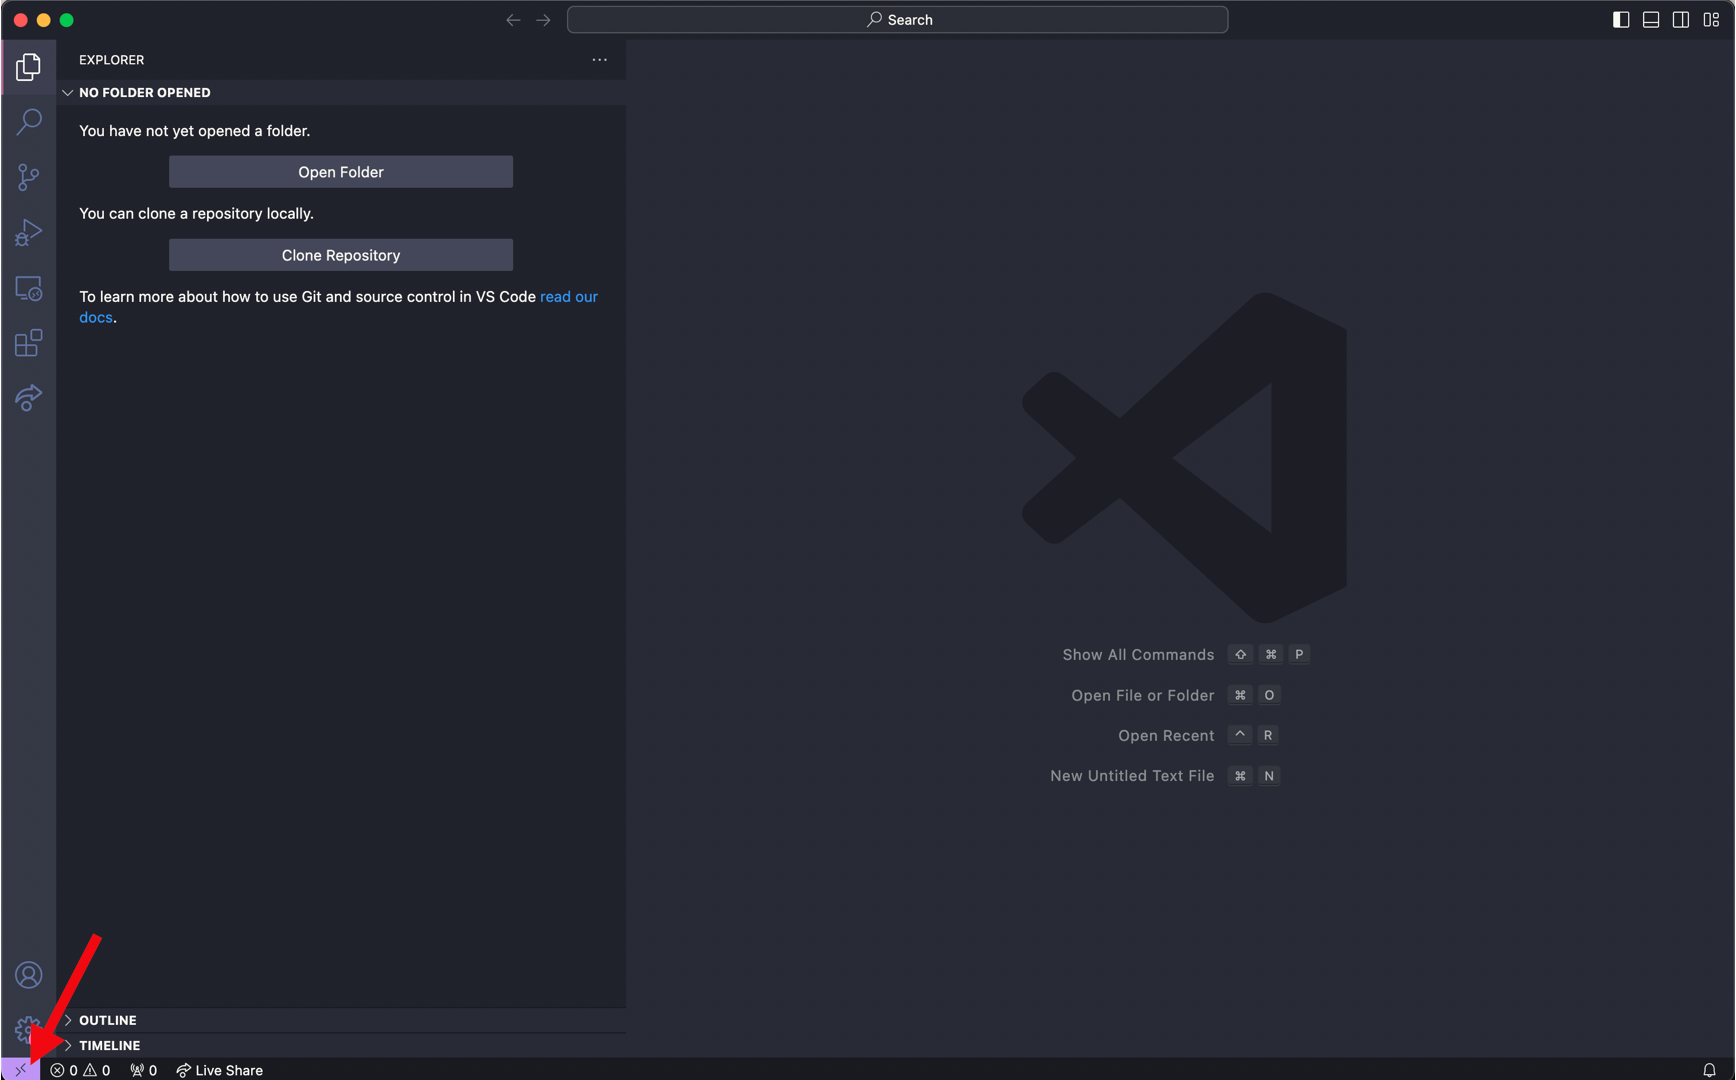 Search
EXPLORER
NO FOLDER OPENED
You have not yet opened a folder.
Open Folder
You can clone a repository locally.
Clone Repository
To learn more about how to use Git and source control in VS Code read our
docs.
Show All Commands ⇧ ⌘ P
Open File or Folder ⌘ O
Open Recent ^ R
New Untitled Text File ⌘ N
OUTLINE
TIMELINE
0 0 0 Live Share